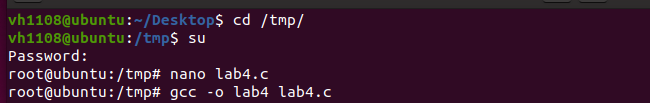 vh1108@ubuntu:~/Desktop$ cd /tmp/
vh1108@ubuntu:/tmp$ su
Password:
root@ubuntu:/tmp# nano lab4.c
root@ubuntu:/tmp# gcc -o lab4 lab4.c